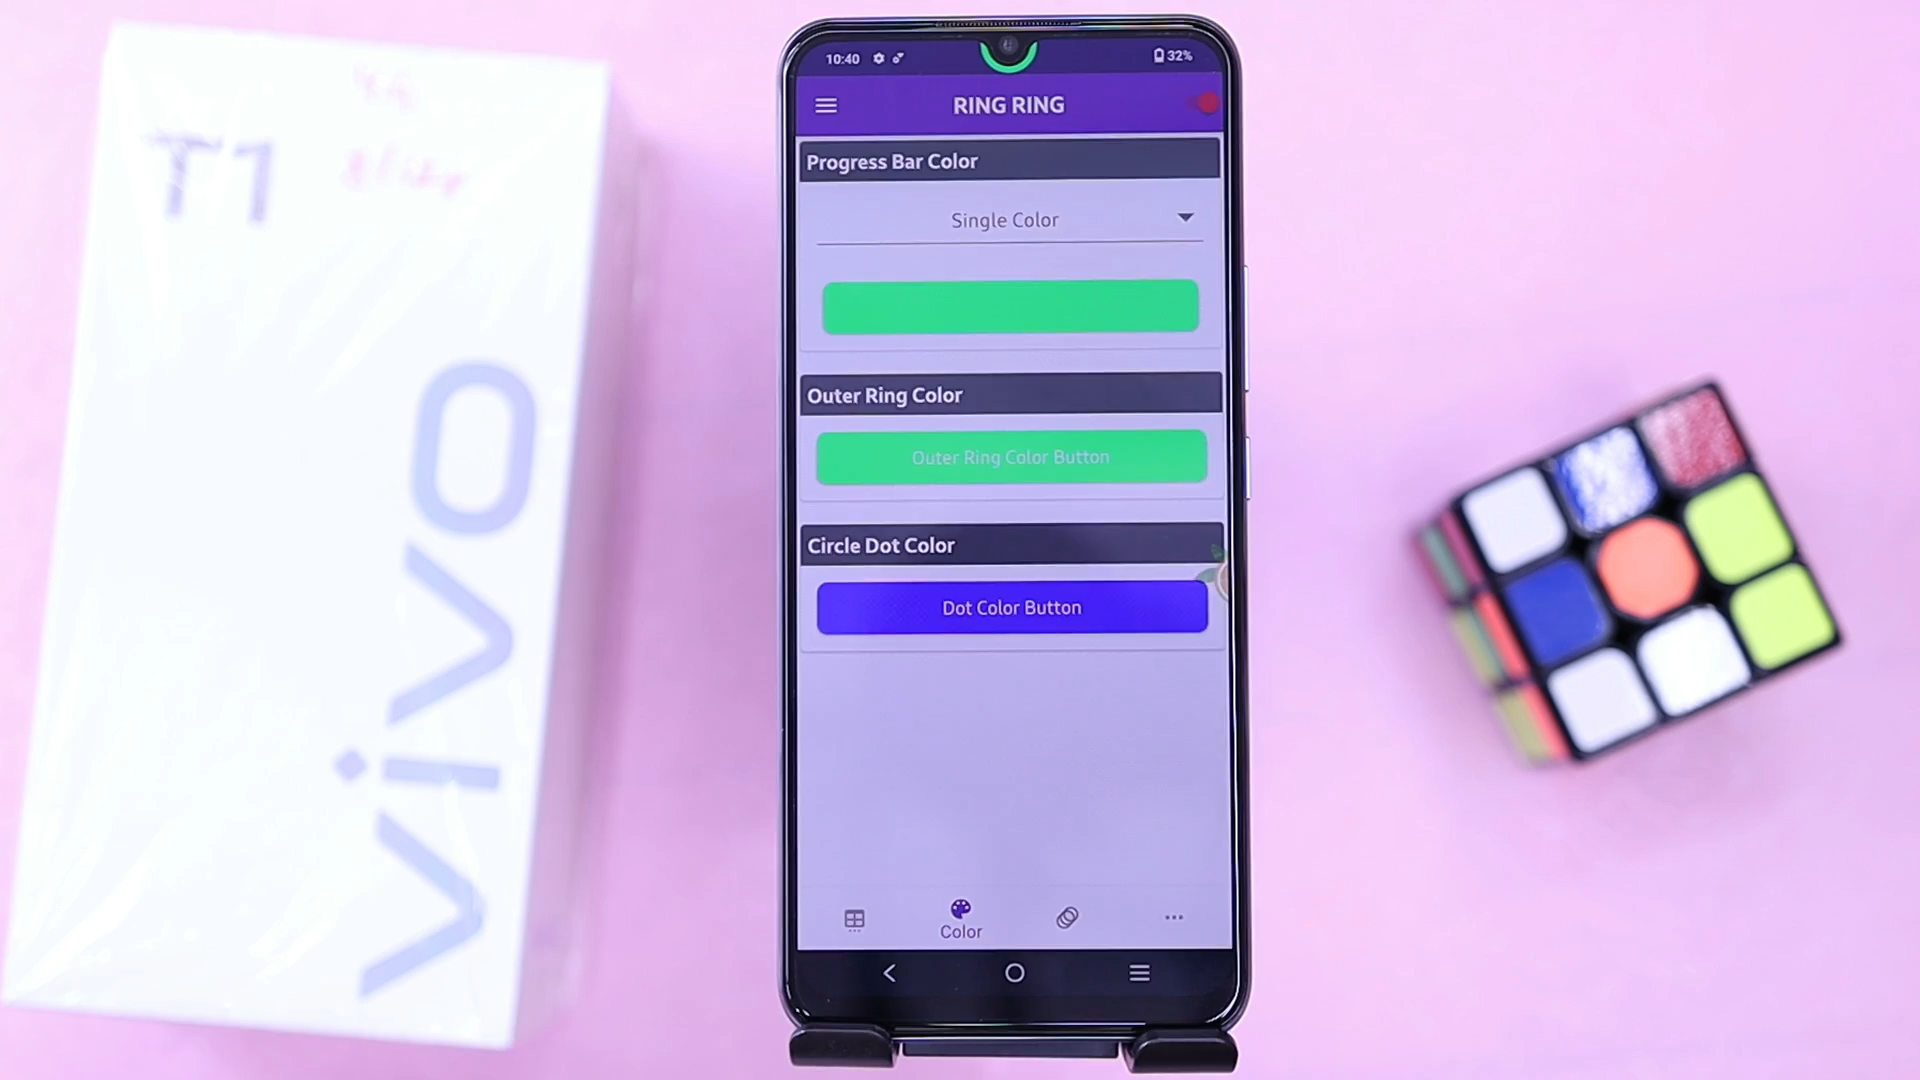 T1
vivo
10:40
32%
RING RING
Progress Bar Color
Single Color
Outer Ring Color
Outer Ring Color Button
Circle Dot Color
Dot Color Button
Color